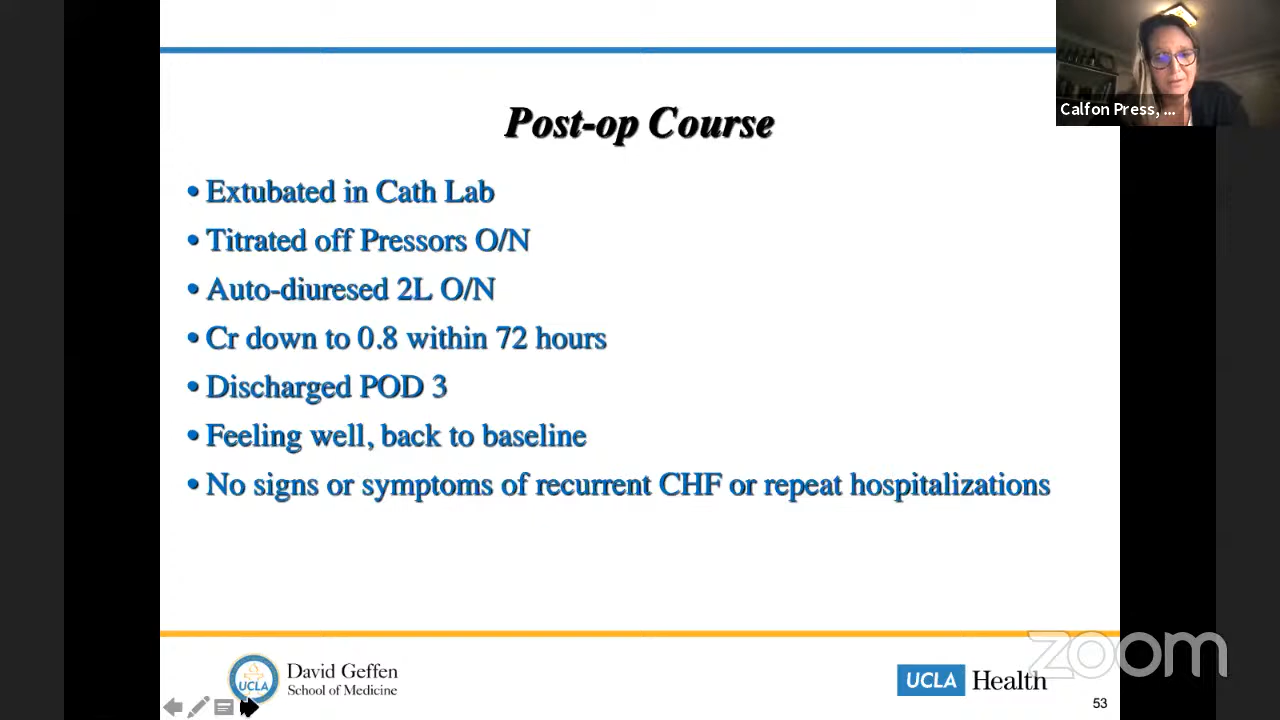 Calfon Press, ...
Post-op Course
• Extubated in Cath Lab
• Titrated off Pressors O/N
• Auto-diuresed 2L O/N
• Cr down to 0.8 within 72 hours
• Discharged POD 3
• Feeling well, back to baseline
• No signs or symptoms of recurrent CHF or repeat hospitalizations
zoom
UCLA
David Geffen
School of Medicine
UCLA Health
53